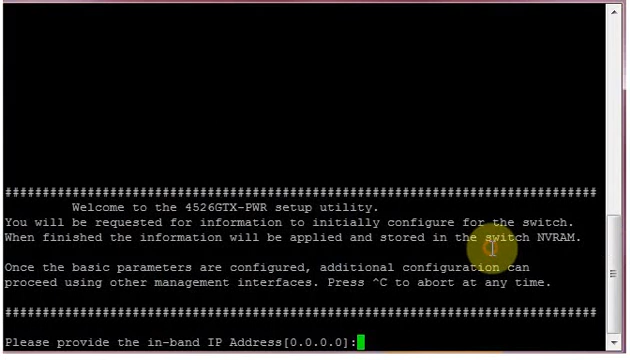 ###############################################################################
Welcome to the 4526GTX-PWR setup utility.
You will be requested for information to initially configure for the switch.
When finished the information will be applied and stored in the switch NVRAM.
Once the basic parameters are configured, additional configuration can
proceed using other management interfaces. Press ^C to abort at any time.
###############################################################################
Please provide the in-band IP Address[0.0.0.0]: